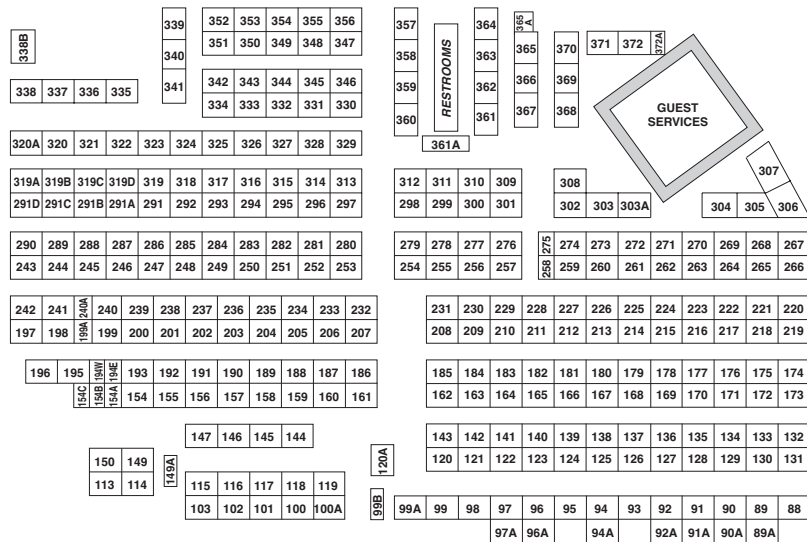 339 352 353 354 355 356 357 364 365 A
338B 340 351 350 349 348 347 358 RESTROOMS 363 365 370 371 372 372A
341 342 343 344 345 346 359 362 366 369
338 337 336 335 334 333 332 331 330 360 361 367 368 GUEST
SERVICES
320A 320 321 322 323 324 325 326 327 328 329 361A
307
319A 319B 319C 319D 319 318 317 316 315 314 313 312 311 310 309 308
291D 291C 291B 291A 291 292 293 294 295 296 297 298 299 300 301 302 303 303A 304 305 306
290 289 288 287 286 285 284 283 282 281 280 279 278 277 276 275 274 273 272 271 270 269 268 267
243 244 245 246 247 248 249 250 251 252 253 254 255 256 257 258 259 260 261 262 263 264 265 266
242 241 240A 240 239 238 237 236 235 234 233 232 231 230 229 228 227 226 225 224 223 222 221 220
197 198 199A 199 200 201 202 203 204 205 206 207 208 209 210 211 212 213 214 215 216 217 218 219
196 195 194W 194E 193 192 191 190 189 188 187 186 185 184 183 182 181 180 179 178 177 176 175 174
154C 154B 154A 154 155 156 157 158 159 160 161 162 163 164 165 166 167 168 169 170 171 172 173
147 146 145 144 143 142 141 140 139 138 137 136 135 134 133 132
150 149 149A 120A 120 121 122 123 124 125 126 127 128 129 130 131
113 114 115 116 117 118 119
103 102 101 100 100A 99B 99A 99 98 97 96 95 94 93 92 91 90 89 88
97A 96A 94A 92A 91A 90A 89A